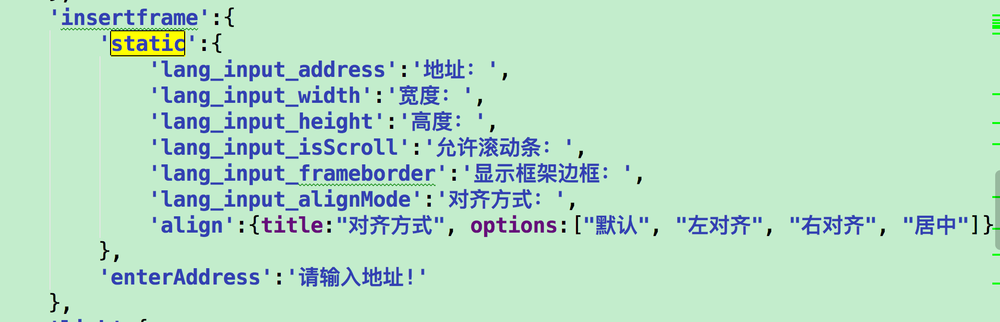 'insertframe':{
'static':{
'lang_input_address':'地址：',
'lang_input_width':'宽度：',
'lang_input_height':'高度：',
'lang_input_isScroll':'允许滚动条：',
'lang_input_frameborder':'显示框架边框：',
'lang_input_alignMode':'对齐方式：',
'align':{title:"对齐方式", options:["默认", "左对齐", "右对齐", "居中"]}
},
'enterAddress':'请输入地址!'
},